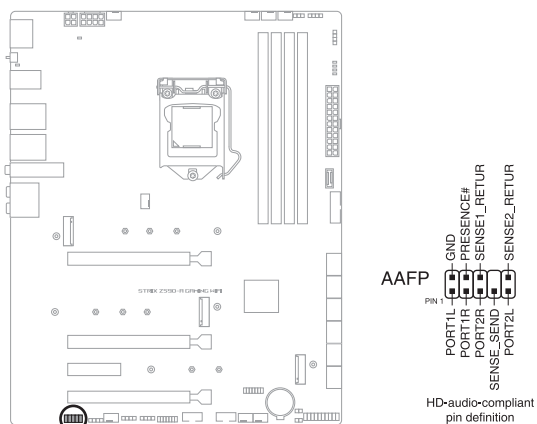 GND
PRESENCE#
SENSE1_RETUR
SENSE2_RETUR
AAFP
PIN 1
PORT1L
PORT1R
PORT2R
SENSE_SEND
PORT2L
STRIX Z590-A GAMING WIFI
HD-audio-compliant
pin definition